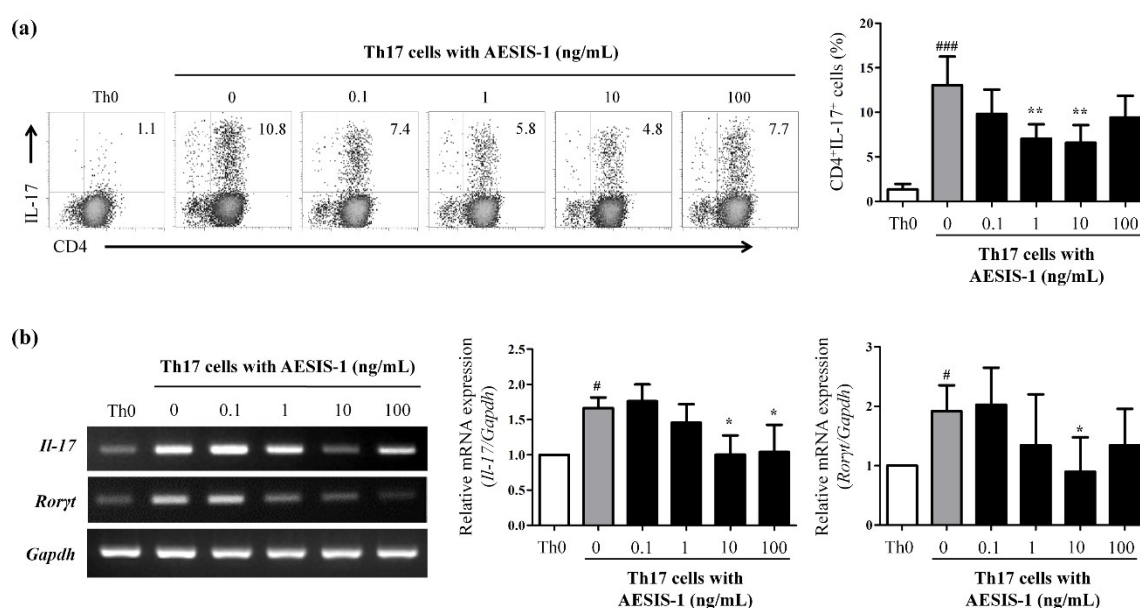 (a)
Th17 cells with AESIS-1 (ng/mL)
Th0 0 0.1 1 10 100
1.1 10.8 7.4 5.8 4.8 7.7
IL-17
CD4
CD4+IL-17+ cells (%)
20
15
10
5
0
###
**
**
Th0 0 0.1 1 10 100
Th17 cells with
AESIS-1 (ng/mL)
(b)
Th17 cells with AESIS-1 (ng/mL)
Th0 0 0.1 1 10 100
Il-17
Rorγt
Gapdh
Relative mRNA expression
(Il-17/Gapdh)
2.5
2.0
1.5
1.0
0.5
0.0
#
*
*
Th0 0 0.1 1 10 100
Th17 cells with
AESIS-1 (ng/mL)
Relative mRNA expression
(Rorγt/Gapdh)
3
2
1
0
#
*
Th0 0 0.1 1 10 100
Th17 cells with
AESIS-1 (ng/mL)